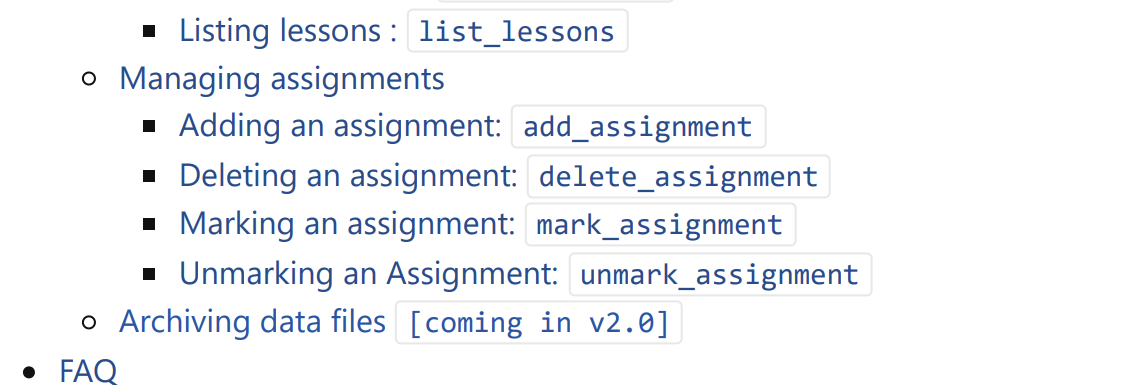 Listing lessons : list_lessons
Managing assignments
Adding an assignment: add_assignment
Deleting an assignment: delete_assignment
Marking an assignment: mark_assignment
Unmarking an Assignment: unmark_assignment
Archiving data files [coming in v2.0]
FAQ